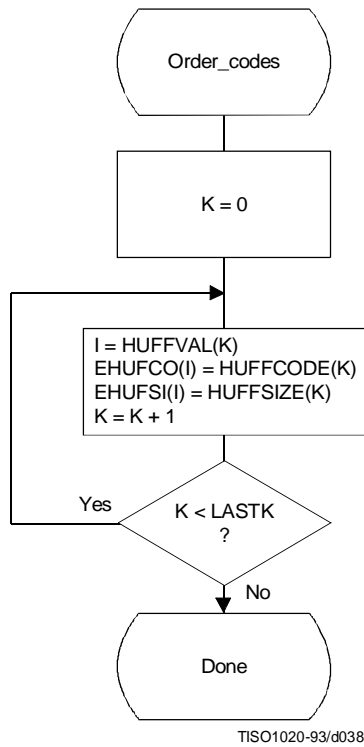 Order_codes
K = 0
I = HUFFVAL(K)
EHUFCO(I) = HUFFCODE(K)
EHUFSI(I) = HUFFSIZE(K)
K = K + 1
Yes
K < LASTK
?
No
Done
TISO1020-93/d038